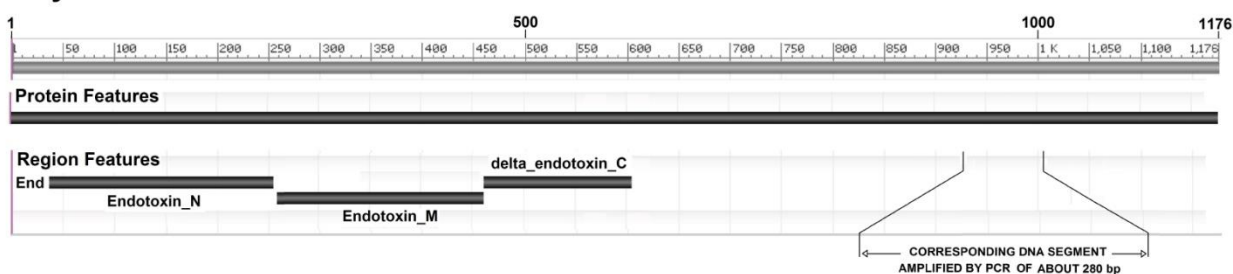 1 500 1000 1176
1 50 100 150 200 250 300 350 400 450 500 550 600 650 700 750 800 850 900 950 1 K 1,050 1,100 1,176
Protein Features
Region Features
delta_endotoxin_C
End
Endotoxin_N
Endotoxin_M
CORRESPONDING DNA SEGMENT
AMPLIFIED BY PCR OF ABOUT 280 bp